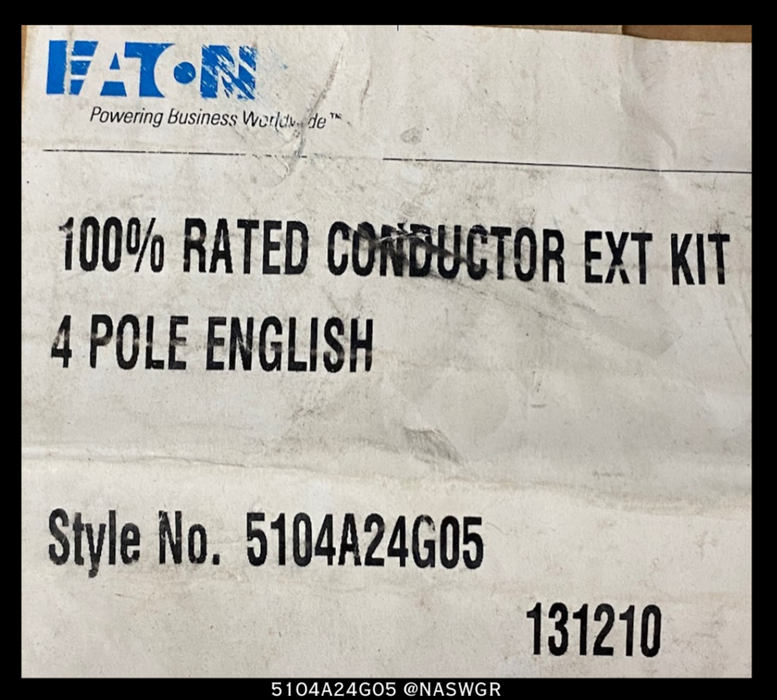 EATON
Powering Business Worldwide™
100% RATED CONDUCTOR EXT KIT
4 POLE ENGLISH
Style No. 5104A24G05
131210
5104A24G05 @NASWGR